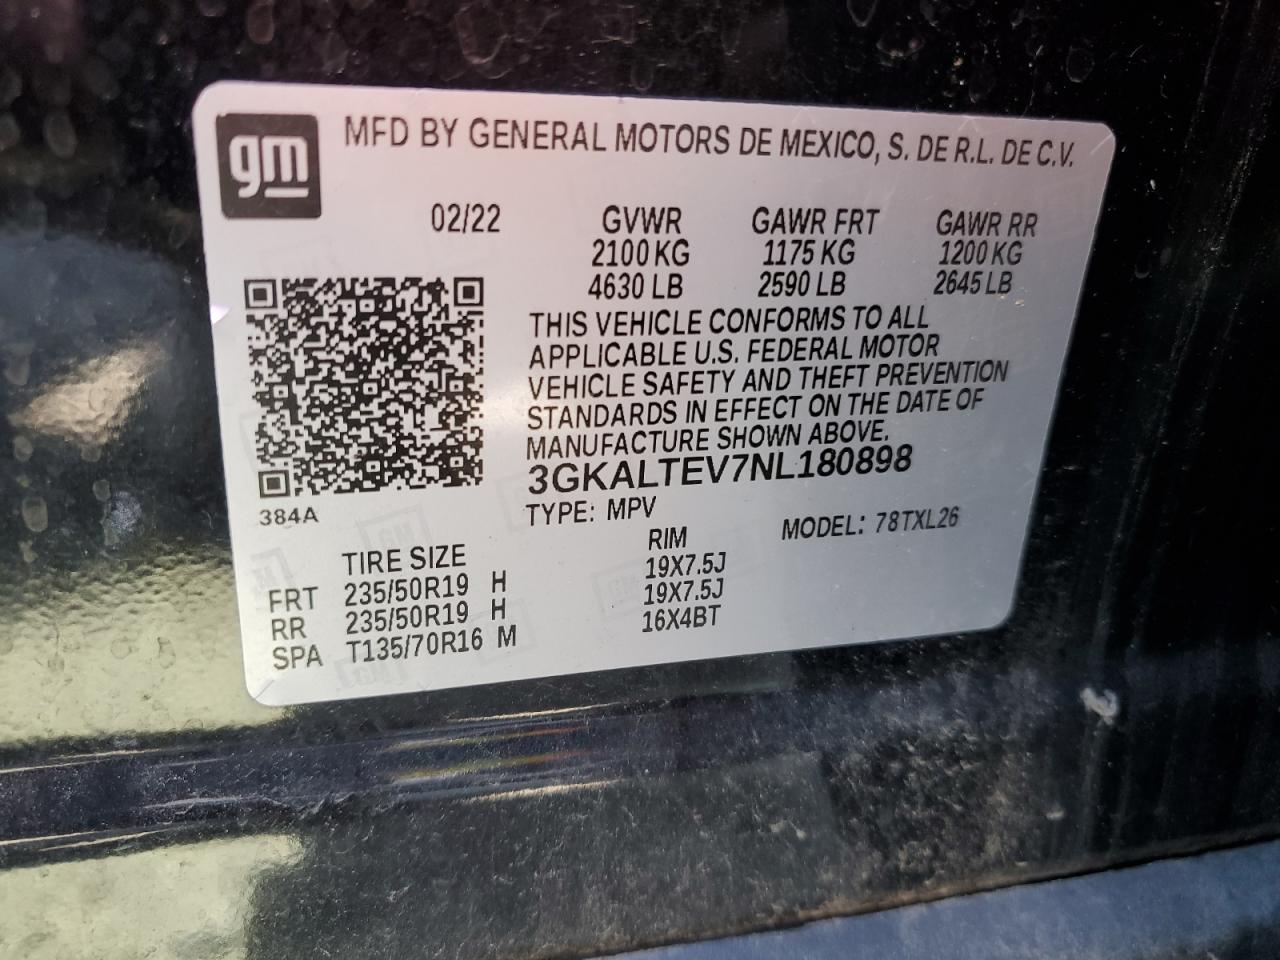 gm
MFD BY GENERAL MOTORS DE MEXICO, S. DE R.L. DE C.V.
02/22 GVWR GAWR FRT GAWR RR
2100 KG 1175 KG 1200 KG
4630 LB 2590 LB 2645 LB
THIS VEHICLE CONFORMS TO ALL
APPLICABLE U.S. FEDERAL MOTOR
VEHICLE SAFETY AND THEFT PREVENTION
STANDARDS IN EFFECT ON THE DATE OF
MANUFACTURE SHOWN ABOVE.
3GKALTEV7NL180898
384A
TYPE: MPV MODEL: 78TXL26
TIRE SIZE RIM
FRT 235/50R19 H 19X7.5J
RR 235/50R19 H 19X7.5J
SPA T135/70R16 M 16X4BT